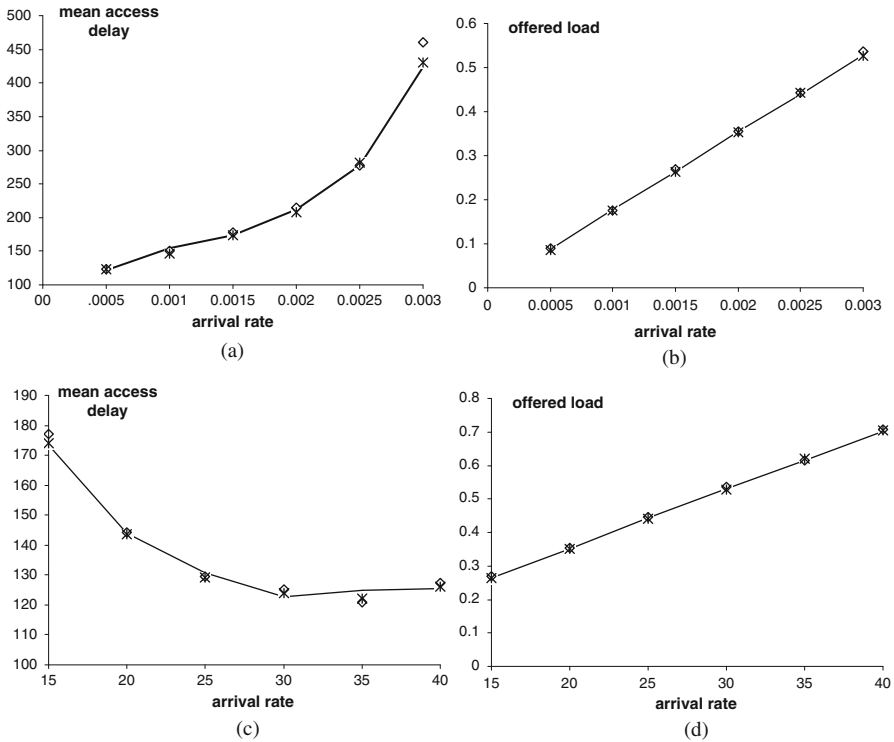 mean access
delay
500
450
400
350
300
250
200
150
100
00 .0005 0.001 0.0015 0.002 0.0025 0.003
arrival rate
(a)
offered load
0.6
0.5
0.4
0.3
0.2
0.1
0
0 0.0005 0.001 0.0015 0.002 0.0025 0.003
arrival rate
(b)
mean access
delay
190
180
170
160
150
140
130
120
110
100
15 20 25 30 35 40
arrival rate
(c)
offered load
0.8
0.7
0.6
0.5
0.4
0.3
0.2
0.1
0
15 20 25 30 35 40
arrival rate
(d)